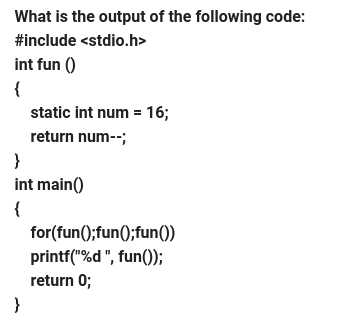 What is the output of the following code:
#include <stdio.h>
int fun ()
{
static int num = 16;
return num--;
}
int main()
{
for(fun();fun();fun())
printf("%d ", fun());
return 0;
}